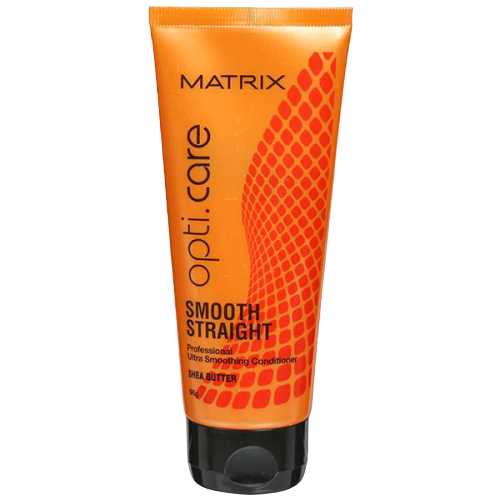 MATRIX
opti.care
SMOOTH
STRAIGHT
Professional
Ultra Smoothing Conditioner
SHEA BUTTER